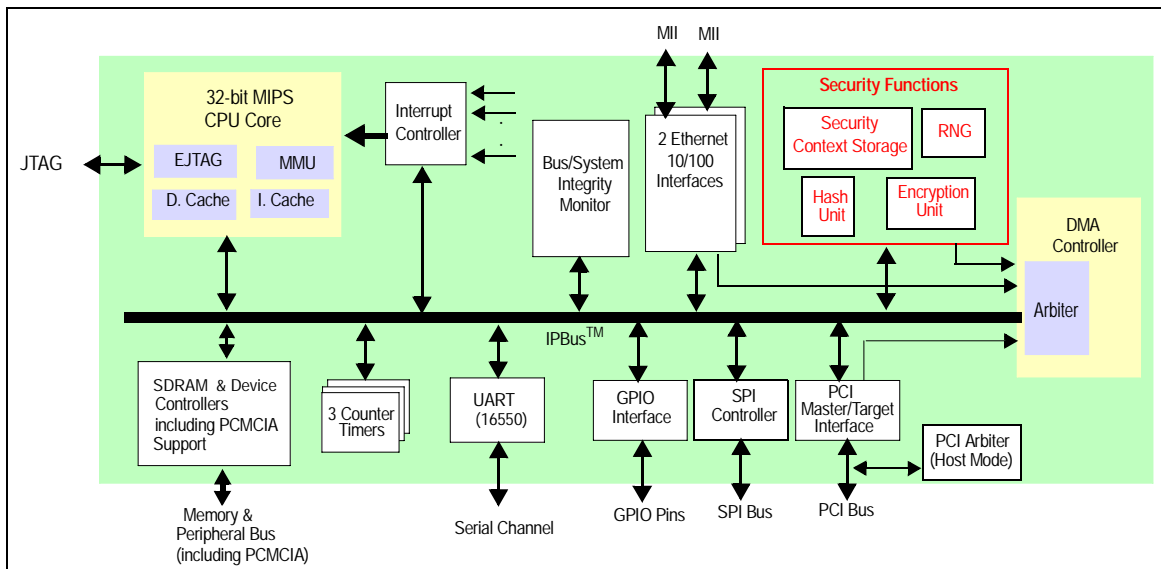 MII
MII
32-bit MIPS
CPU Core
EJTAG
MMU
D. Cache
I. Cache
JTAG
Interrupt
Controller
.
.
Bus/System
Integrity
Monitor
2 Ethernet
10/100
Interfaces
Security Functions
Security
Context Storage
RNG
Hash
Unit
Encryption
Unit
DMA
Controller
Arbiter
IPBus™
SDRAM & Device
Controllers
including PCMCIA
Support
3 Counter
Timers
UART
(16550)
GPIO
Interface
SPI
Controller
PCI
Master/Target
Interface
PCI Arbiter
(Host Mode)
Memory &
Peripheral Bus
(including PCMCIA)
Serial Channel
GPIO Pins
SPI Bus
PCI Bus